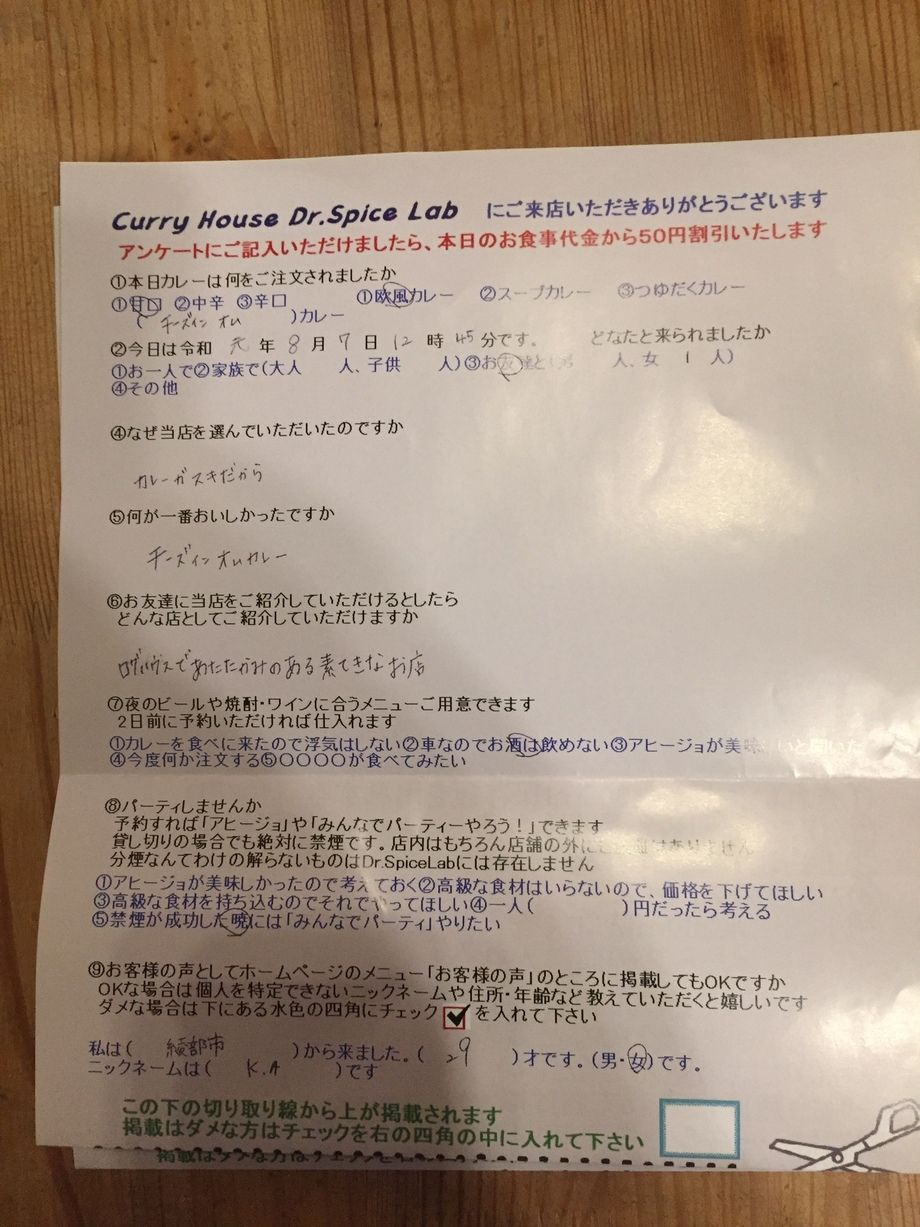 Curry House Dr.Spice Lab にご来店いただきありがとうございます
アンケートにご記入いただけましたら、本日のお食事代金から50円割引いたします
①本日カレーは何をご注文されましたか
①甘口 ②中辛 ③辛口 ①欧風カレー ②スープカレー ③つゆだくカレー
(チーズイン オム )カレー
②今日は令和 元 年 8 月 7 日 12 時 45 分です。 どなたと来られましたか
①お一人で②家族で(大人 人、子供 人)③お友達と(男 人、女 1 人)
④その他
④なぜ当店を選んでいただいたのですか
カレーがスキだから
⑤何が一番おいしかったですか
チーズイン オムカレー
⑥お友達に当店をご紹介していただけるとしたら
どんな店としてご紹介していただけますか
ログハウスであたたかみのある素てきなお店
⑦夜のビールや焼酎・ワインに合うメニューご用意できます
2日前に予約いただければ仕入れます
①カレーを食べに来たので浮気はしない②車なのでお酒は飲めない③アヒージョが美味しいと聞いた
④今度何か注文する⑤〇〇〇〇が食べてみたい
⑧パーティしませんか
予約すれば「アヒージョ」や「みんなでパーティーやろう!」できます
貸し切りの場合でも絶対に禁煙です。店内はもちろん店舗の外に ありません
分煙なんてわけの解らないものはDr.SpiceLabには存在しません
①アヒージョが美味しかったので考えておく②高級な食材はいらないので、価格を下げてほしい
③高級な食材を持ち込むのでそれでやってほしい④一人( )円だったら考える
⑤禁煙が成功した暁には「みんなでパーティ」やりたい
⑨お客様の声としてホームページのメニュー「お客様の声」のところに掲載してもOKですか
OKな場合は個人を特定できないニックネームや住所・年齢など教えていただくと嬉しいです
ダメな場合は下にある水色の四角にチェック ✓ を入れて下さい
私は( 綾部市 )から来ました。( 29 )才です。(男・女)です。
ニックネームは( K.A )です
この下の切り取り線から上が掲載されます
掲載はダメな方はチェックを右の四角の中に入れて下さい